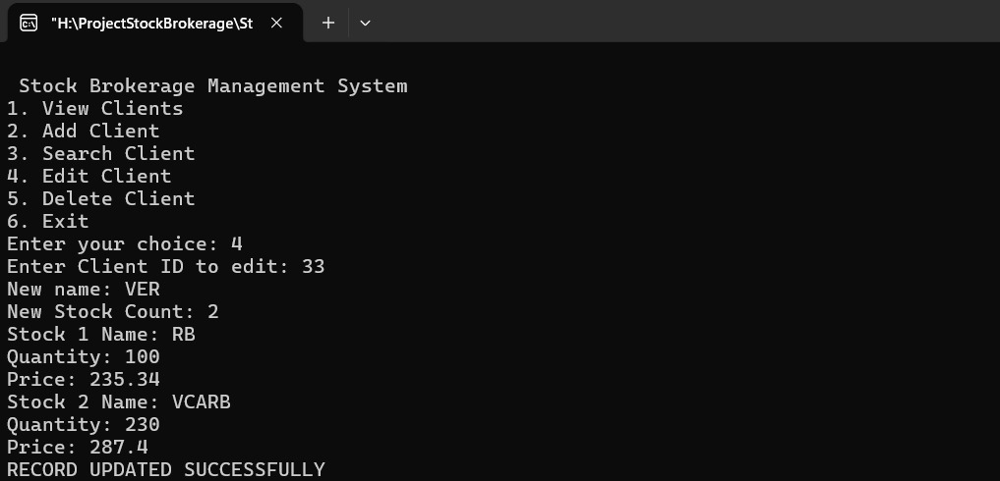 "H:\ProjectStockBrokerage\St
Stock Brokerage Management System
1. View Clients
2. Add Client
3. Search Client
4. Edit Client
5. Delete Client
6. Exit
Enter your choice: 4
Enter Client ID to edit: 33
New name: VER
New Stock Count: 2
Stock 1 Name: RB
Quantity: 100
Price: 235.34
Stock 2 Name: VCARB
Quantity: 230
Price: 287.4
RECORD UPDATED SUCCESSFULLY